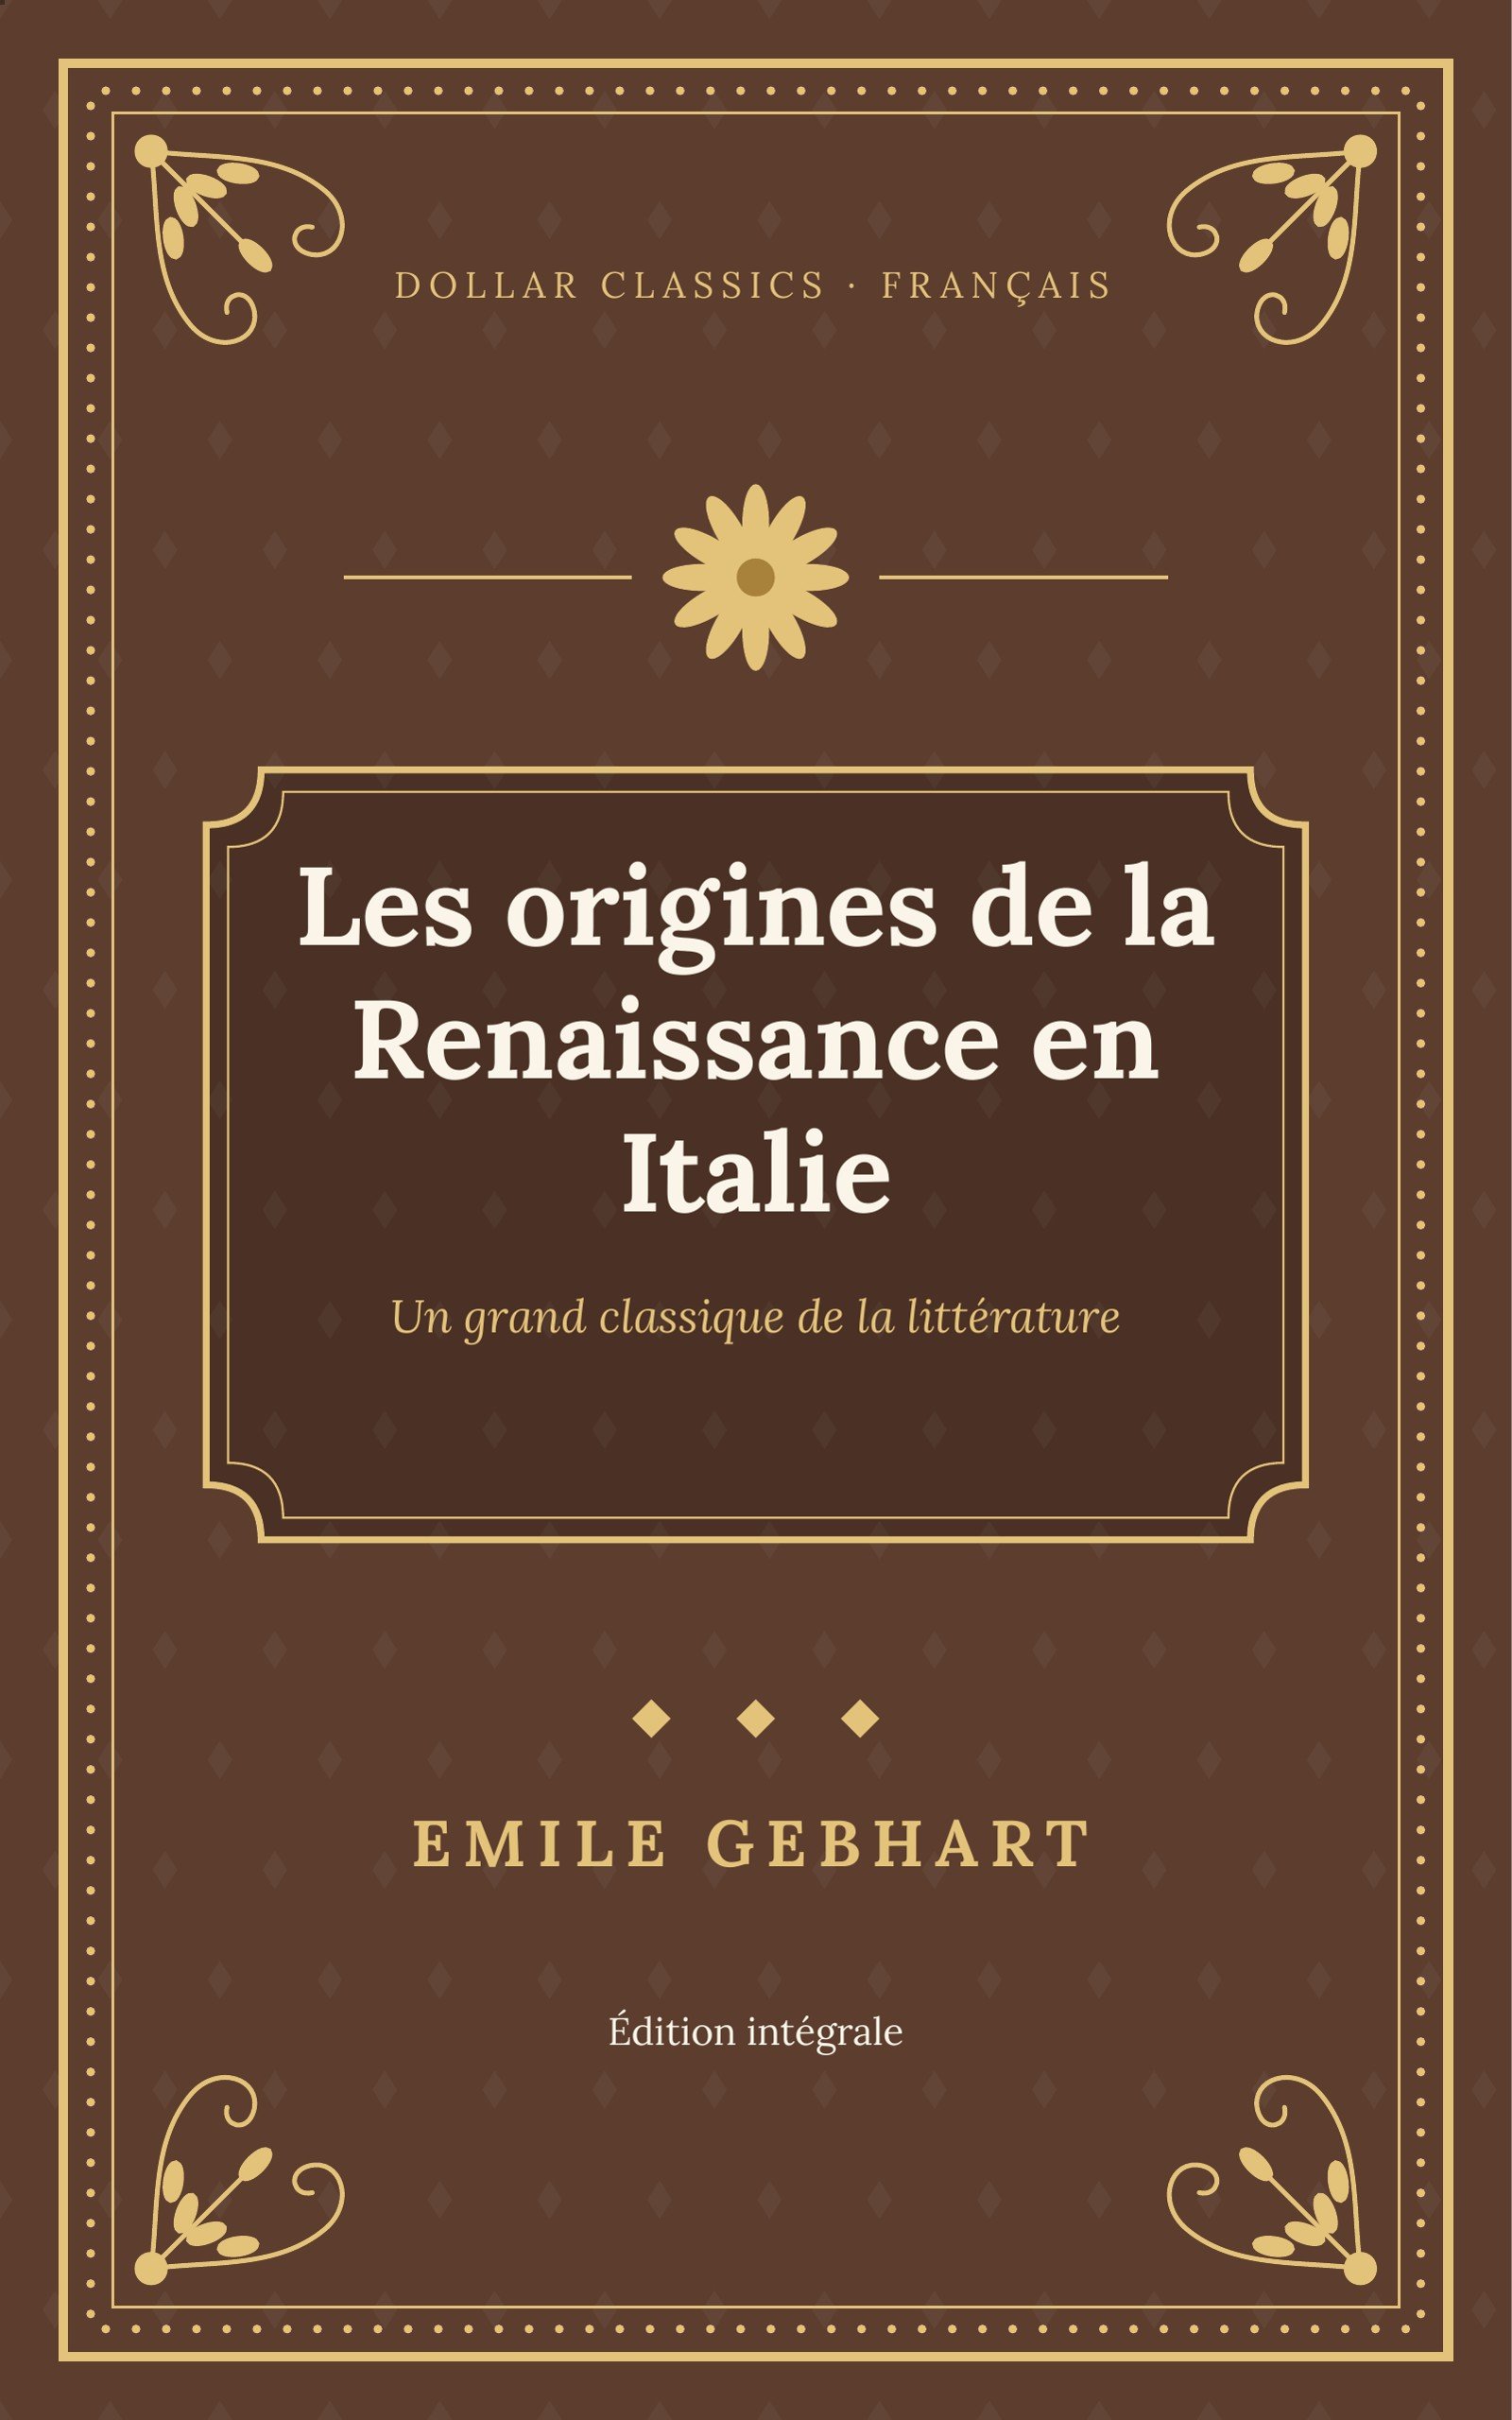 DOLLAR CLASSICS · FRANÇAIS
Les origines de la
Renaissance en
Italie
Un grand classique de la littérature
EMILE GEBHART
Édition intégrale